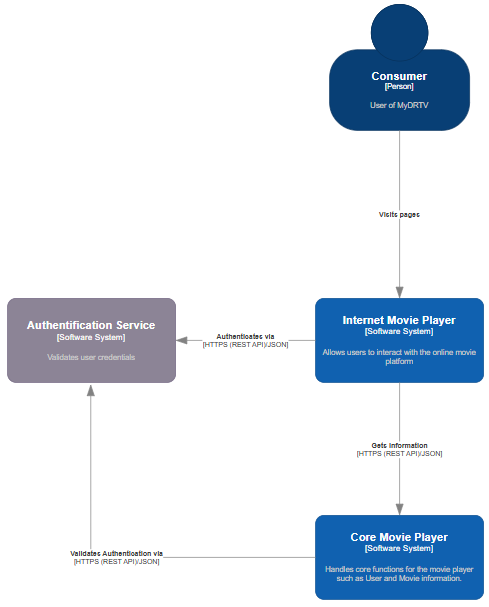 Consumer
[Person]
User of MyDRTV
Visits pages
Authentification Service
[Software System]
Validates user credentials
Authenticates via
[HTTPS (REST API)/JSON]
Internet Movie Player
[Software System]
Allows users to interact with the online movie
platform
Gets Information
[HTTPS (REST API)/JSON]
Core Movie Player
[Software System]
Handles core functions for the movie player
such as User and Movie information.
Validates Authentication via
[HTTPS (REST API)/JSON]